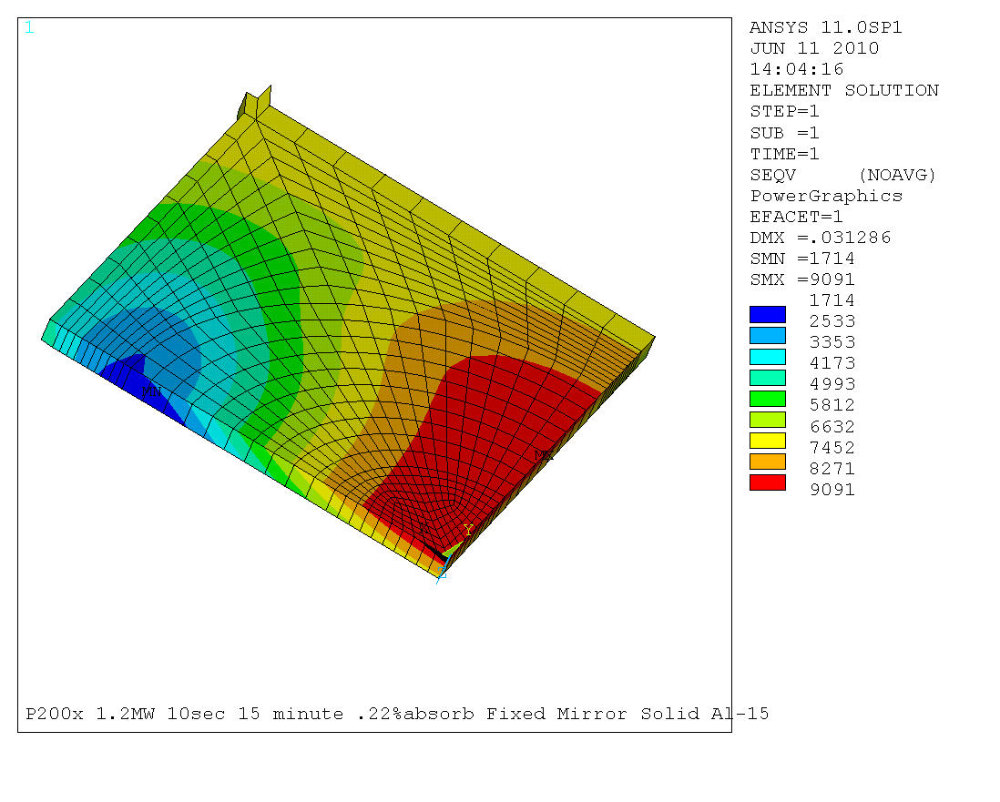 1
ANSYS 11.0SP1
JUN 11 2010
14:04:16
ELEMENT SOLUTION
STEP=1
SUB =1
TIME=1
SEQV (NOAVG)
PowerGraphics
EFACET=1
DMX =.031286
SMN =1714
SMX =9091
1714
2533
3353
4173
4993
5812
6632
7452
8271
9091
MN
MX
Y
X
Z
P200x 1.2MW 10sec 15 minute .22%absorb Fixed Mirror Solid Al-15